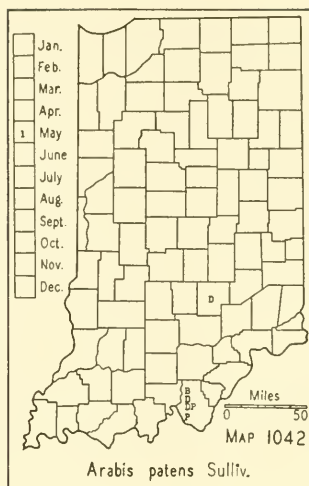 Jan.
Feb.
Mar.
Apr.
1 May
June
July
Aug.
Sept.
Oct.
Nov.
Dec.
D
B
D
DP
P
Miles
0 50
MAP 1042
Arabis patens Sulliv.